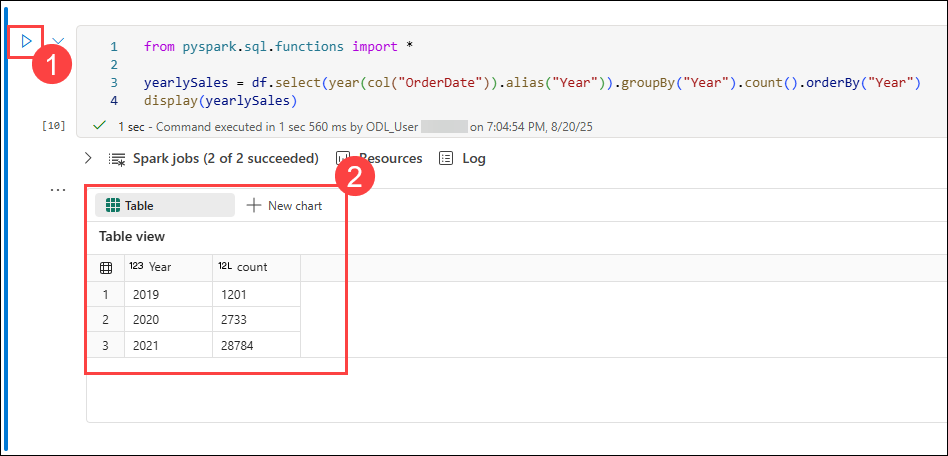 1
1 from pyspark.sql.functions import *
2
3 yearlySales = df.select(year(col("OrderDate")).alias("Year")).groupBy("Year").count().orderBy("Year")
4 display(yearlySales)
[10] 1 sec - Command executed in 1 sec 560 ms by ODL_User on 7:04:54 PM, 8/20/25
Spark jobs (2 of 2 succeeded) Resources Log
...
2
Table New chart
Table view
123 Year 12L count
1 2019 1201
2 2020 2733
3 2021 28784